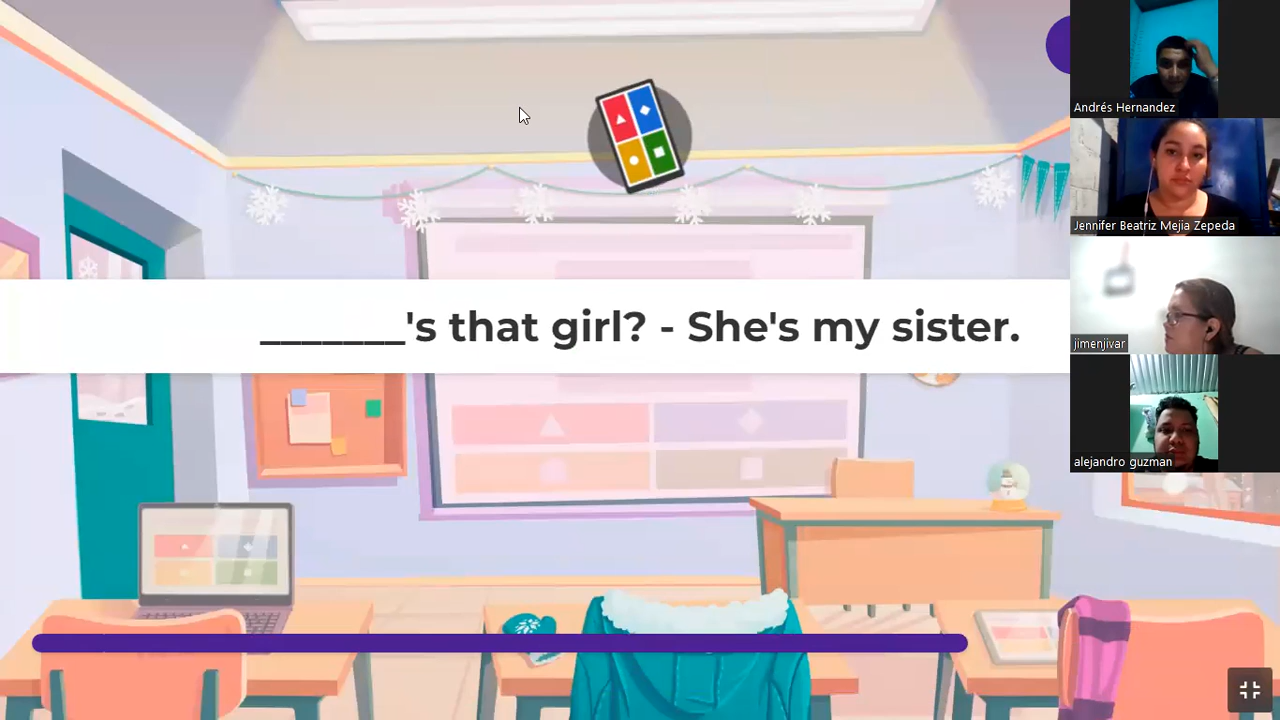 _______'s that girl? - She's my sister.
Andrés Hernandez
Jennifer Beatriz Mejia Zepeda
jimenjivar
alejandro guzman